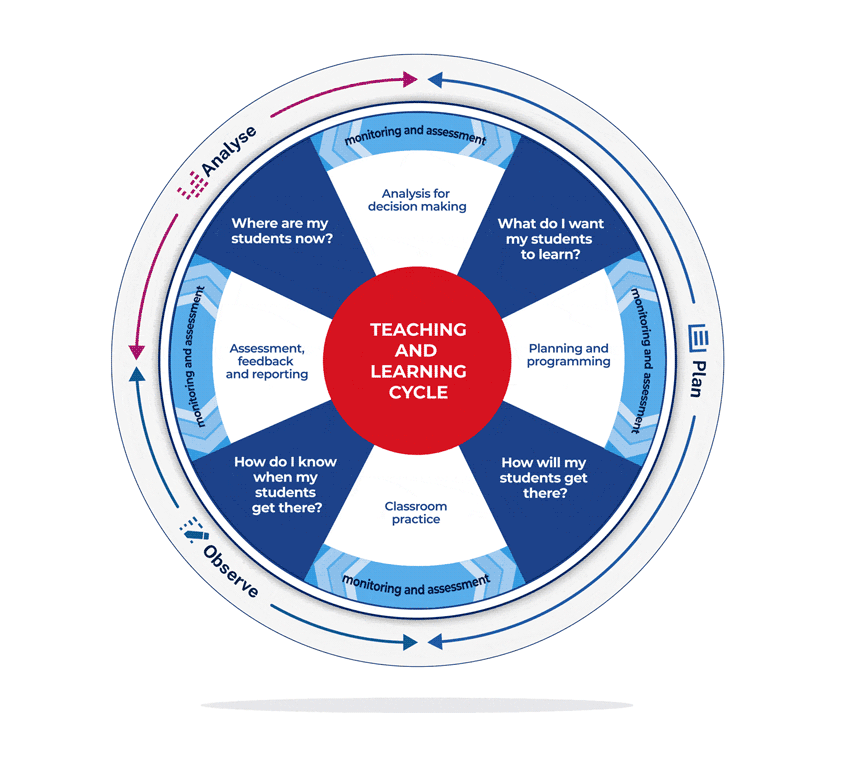 Analyse
monitoring and assessment
Analysis for
decision making
Where are my
students now?
What do I want
my students
to learn?
monitoring and assessment
Assessment,
feedback
and reporting
TEACHING
AND
LEARNING
CYCLE
Planning and
programming
monitoring and assessment
Plan
How do I know
when my
students
get there?
How will my
students get
there?
Classroom
practice
monitoring and assessment
Observe